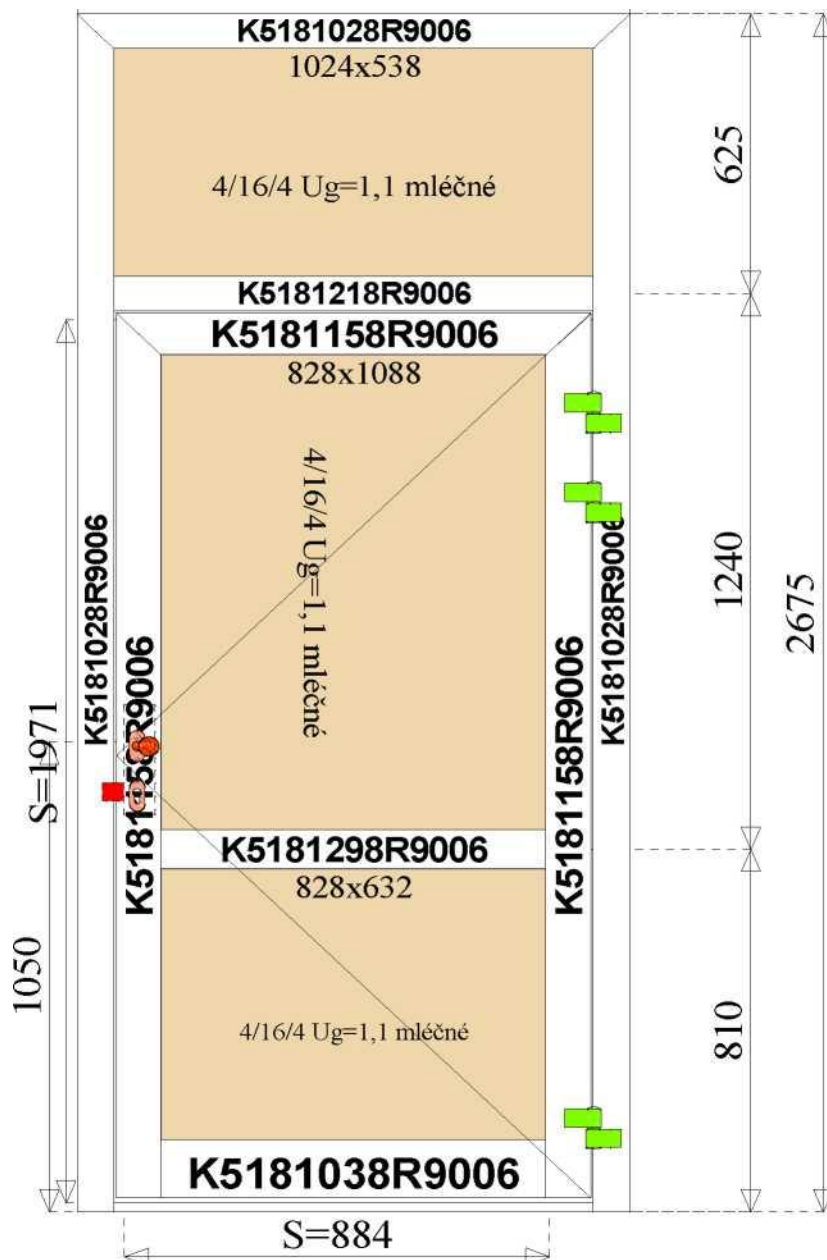 K5181028R9006
1024x538
4/16/4 Ug=1,1 mléčné
625
K5181218R9006
K5181158R9006
828x1088
4/16/4 Ug=1,1 mléčné
1240
2675
K5181028R9006
K5181028R9006
K5181158R9006
K5181158R9006
S=1971
K5181298R9006
828x632
1050
810
4/16/4 Ug=1,1 mléčné
K5181038R9006
S=884